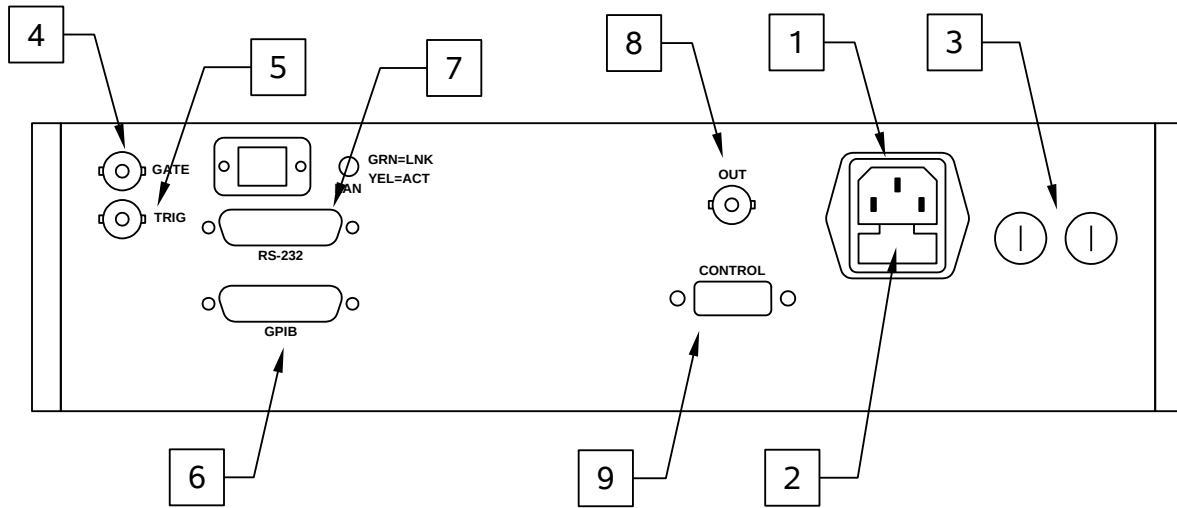 4
5
7
8
1
3
GATE
GRN=LNK
YEL=ACT
TRIG
OUT
RS-232
CONTROL
GPIB
6
9
2